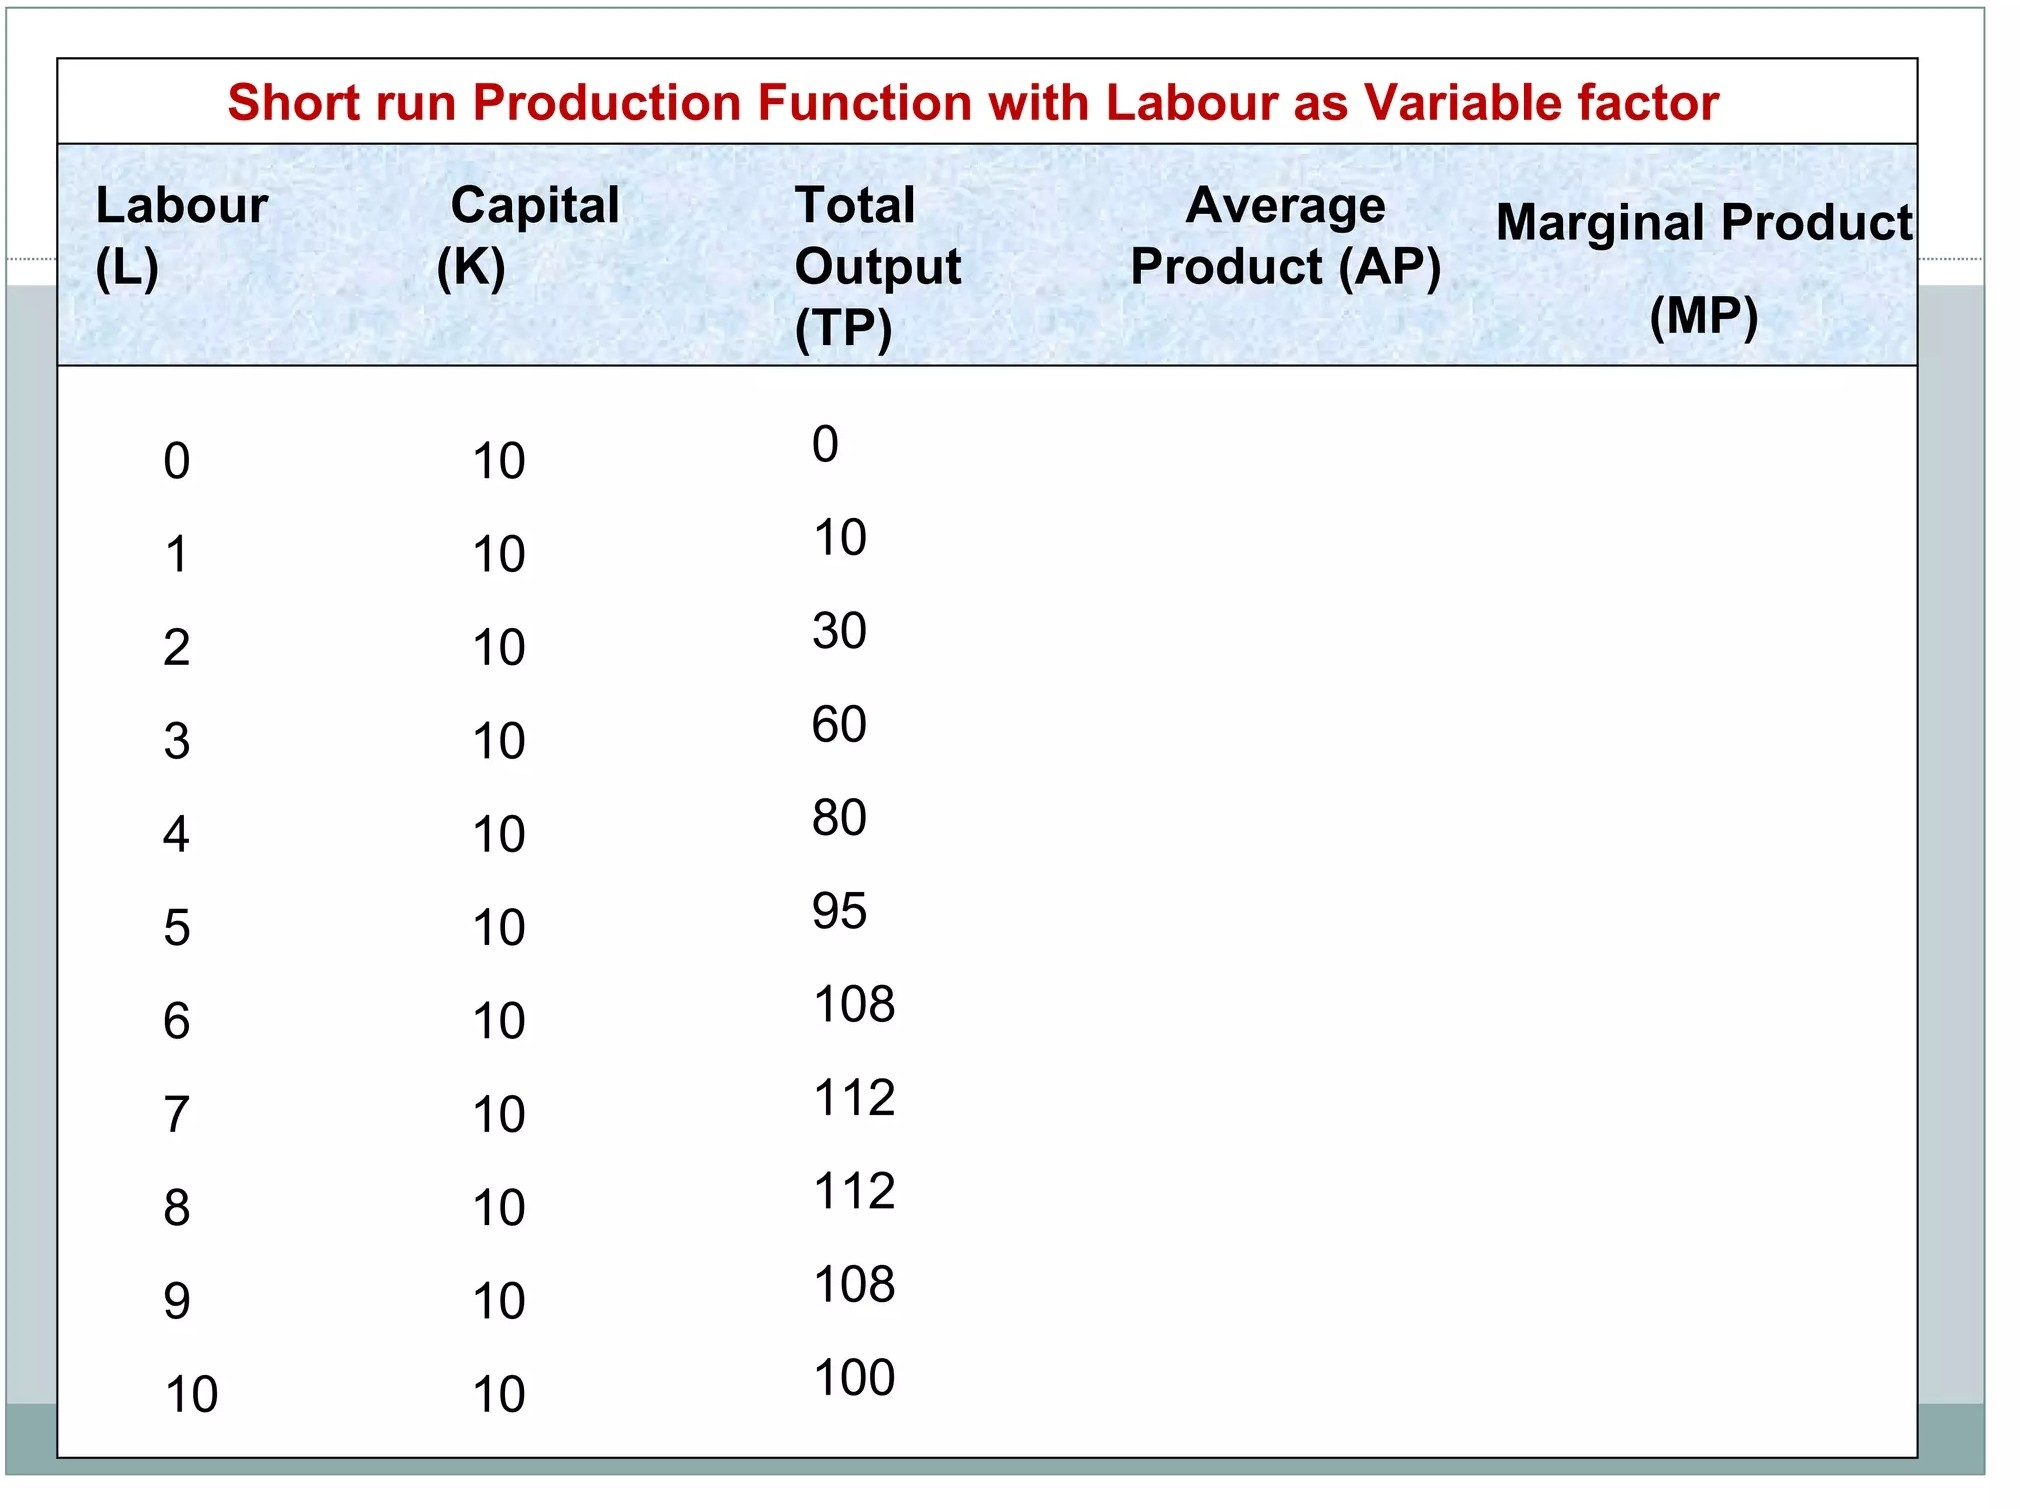 Short run Production Function with Labour as Variable factor
Labour (L) Capital (K) Total Output (TP) Average Product (AP) Marginal Product (MP)
0 10 0
1 10 10
2 10 30
3 10 60
4 10 80
5 10 95
6 10 108
7 10 112
8 10 112
9 10 108
10 10 100